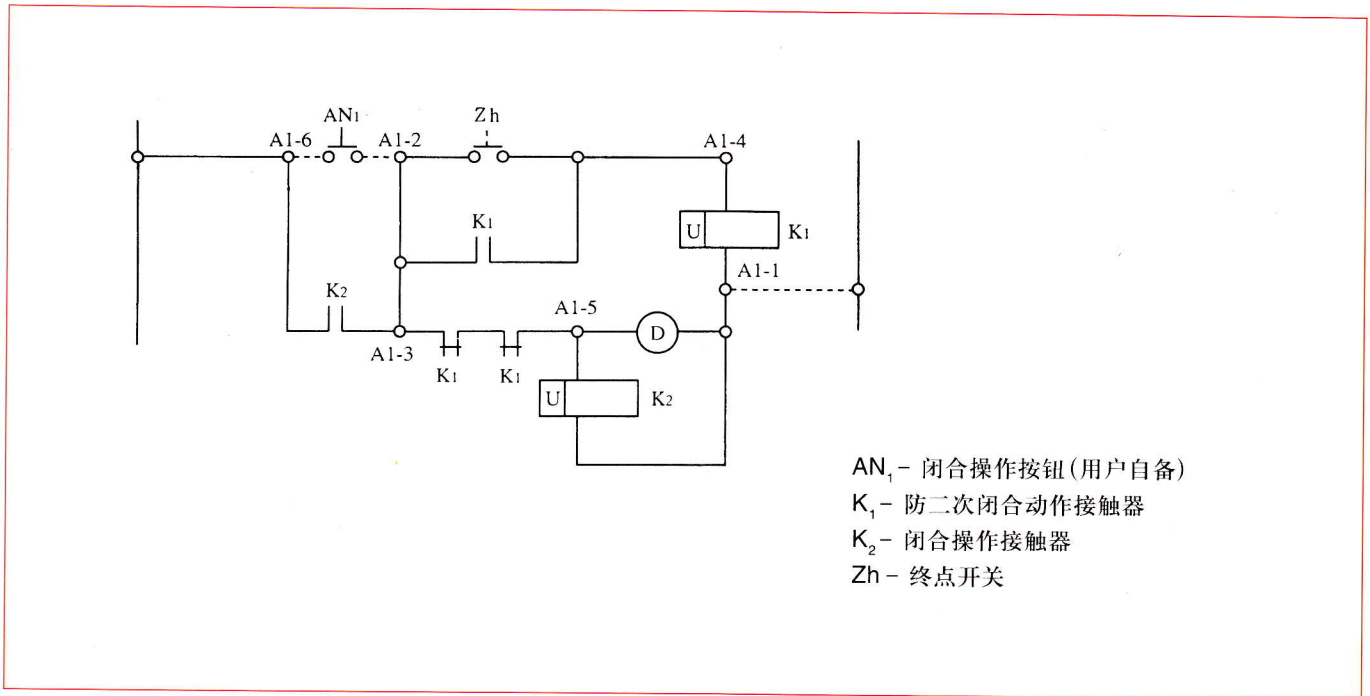 AN₁
Zh
A1-6
A1-2
A1-4
K₁
U
K₁
A1-1
K₂
A1-5
D
A1-3
K₁
K₁
U
K₂
AN₁– 闭合操作按钮(用户自备)
K₁– 防二次闭合动作接触器
K₂– 闭合操作接触器
Zh – 终点开关